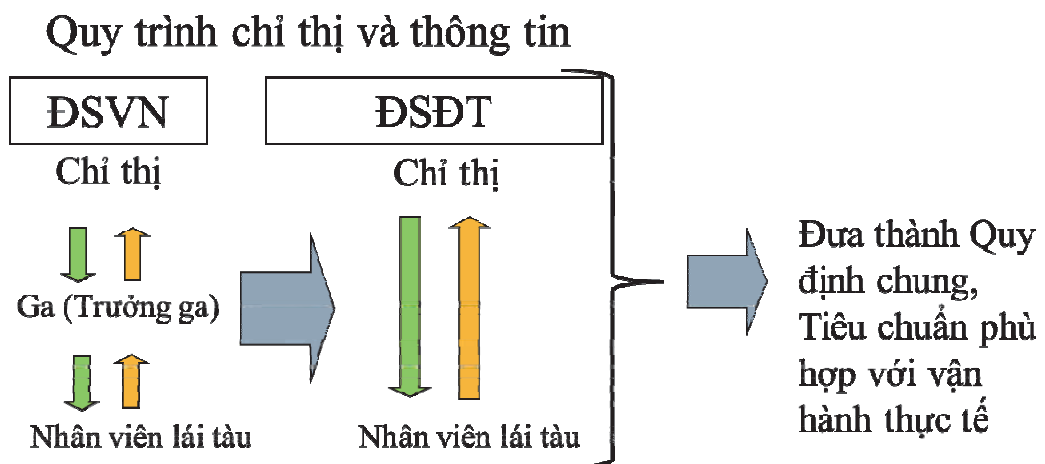 Quy trình chỉ thị và thông tin
ĐSVN
Chỉ thị
Ga (Trưởng ga)
Nhân viên lái tàu
ĐSĐT
Chỉ thị
Nhân viên lái tàu
Đưa thành Quy
định chung,
Tiêu chuẩn phù
hợp với vận
hành thực tế